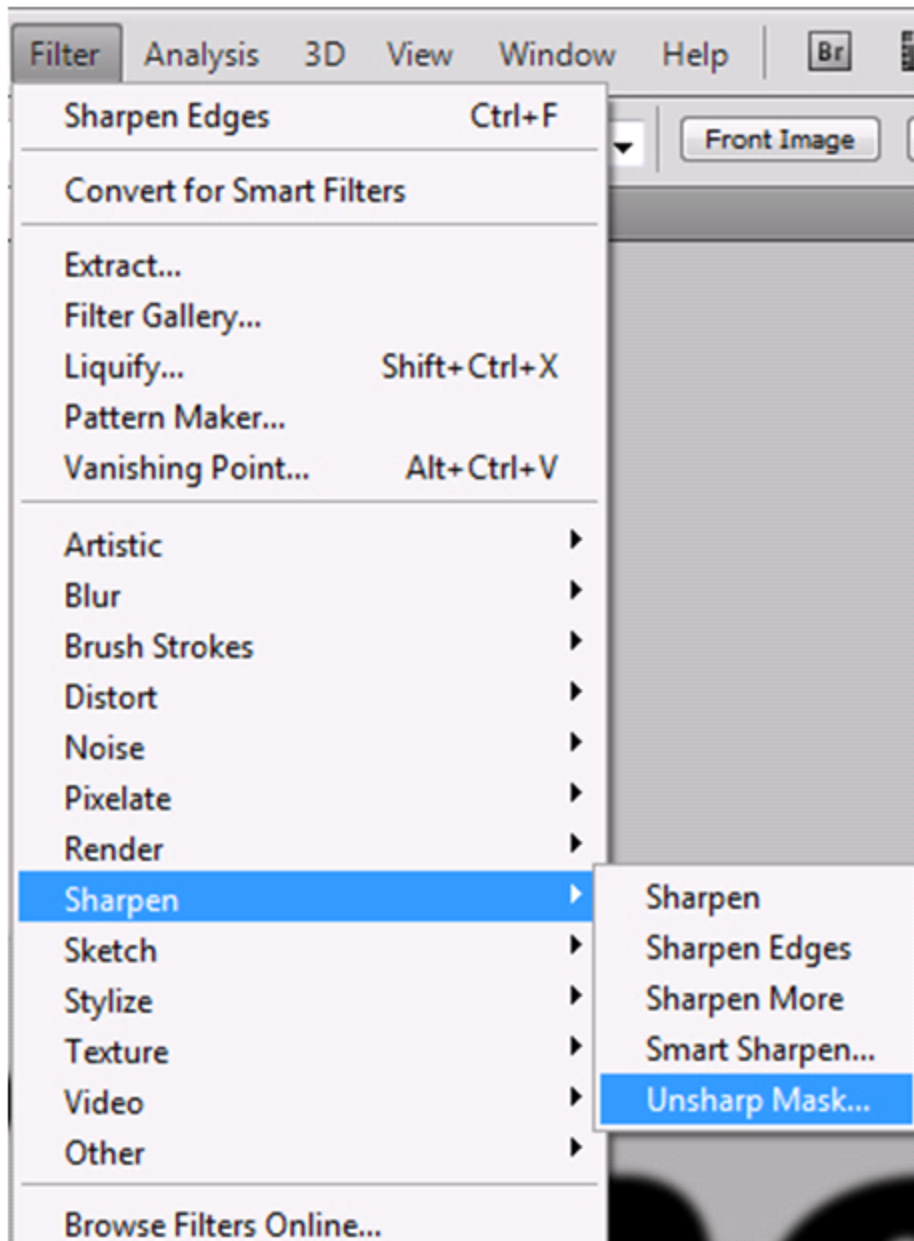 Filter Analysis 3D View Window Help Br
Front Image
Sharpen Edges Ctrl+F
Convert for Smart Filters
Extract...
Filter Gallery...
Liquify... Shift+Ctrl+X
Pattern Maker...
Vanishing Point... Alt+Ctrl+V
Artistic
Blur
Brush Strokes
Distort
Noise
Pixelate
Render
Sharpen
Sketch
Stylize
Texture
Video
Other
Browse Filters Online...
Sharpen
Sharpen Edges
Sharpen More
Smart Sharpen...
Unsharp Mask...